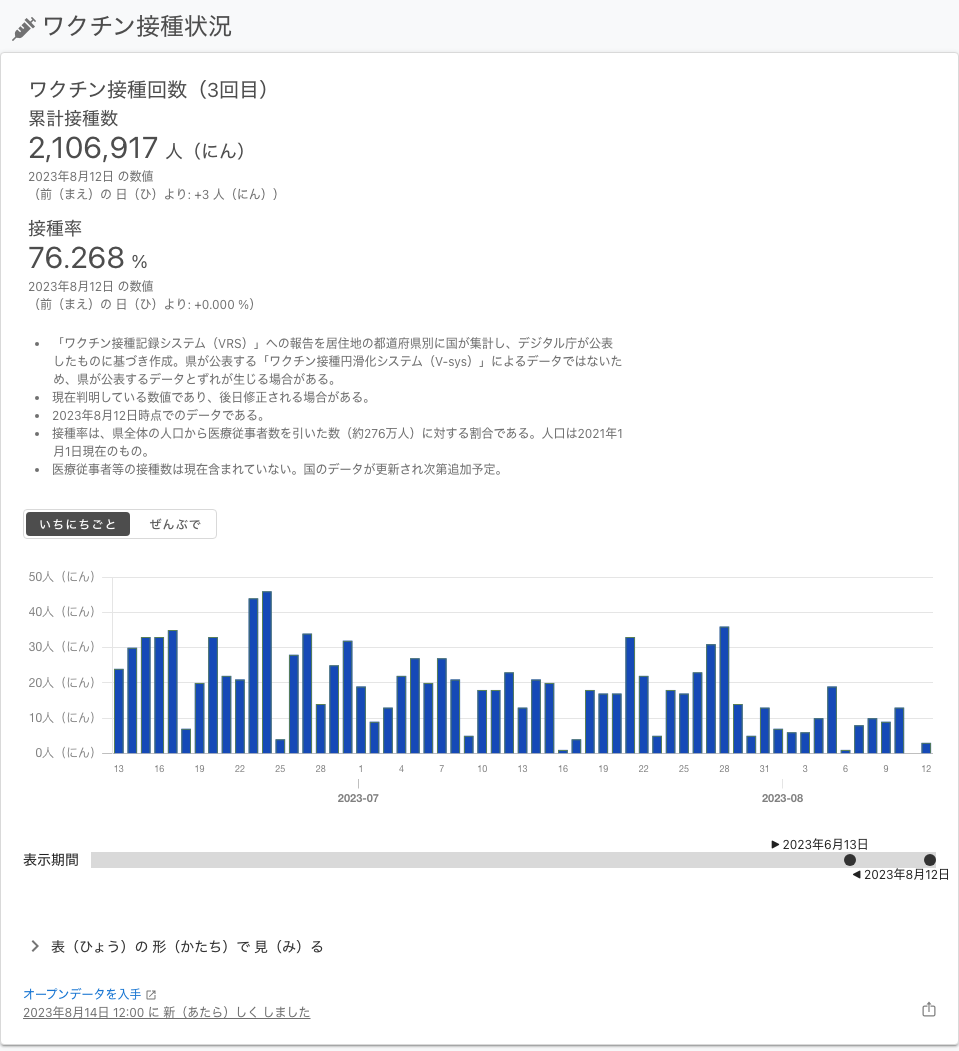 ワクチン接種状況
ワクチン接種回数（3回目）
累計接種数
2,106,917 人（にん）
2023年8月12日 の数値
（前（まえ）の 日（ひ）より: +3 人（にん））
接種率
76.268 %
2023年8月12日 の数値
（前（まえ）の 日（ひ）より: +0.000 %）
• 「ワクチン接種記録システム（VRS）」への報告を居住地の都道府県別に国が集計し、デジタル庁が公表
したものに基づき作成。県が公表する「ワクチン接種円滑化システム（V-sys）」によるデータではないた
め、県が公表するデータとずれが生じる場合がある。
• 現在判明している数値であり、後日修正される場合がある。
• 2023年8月12日時点でのデータである。
• 接種率は、県全体の人口から医療従事者数を引いた数（約276万人）に対する割合である。人口は2021年1
月1日現在のもの。
• 医療従事者等の接種数は現在含まれていない。国のデータが更新され次第追加予定。
いちにちごと ぜんぶで
50人（にん）
40人（にん）
30人（にん）
20人（にん）
10人（にん）
0人（にん）
13 16 19 22 25 28 1 4 7 10 13 16 19 22 25 28 31 3 6 9 12
2023-07 2023-08
▶ 2023年6月13日
表示期間
◀ 2023年8月12日
表（ひょう）の 形（かたち）で 見（み）る
オープンデータを入手
2023年8月14日 12:00 に 新（あたら）しく しました